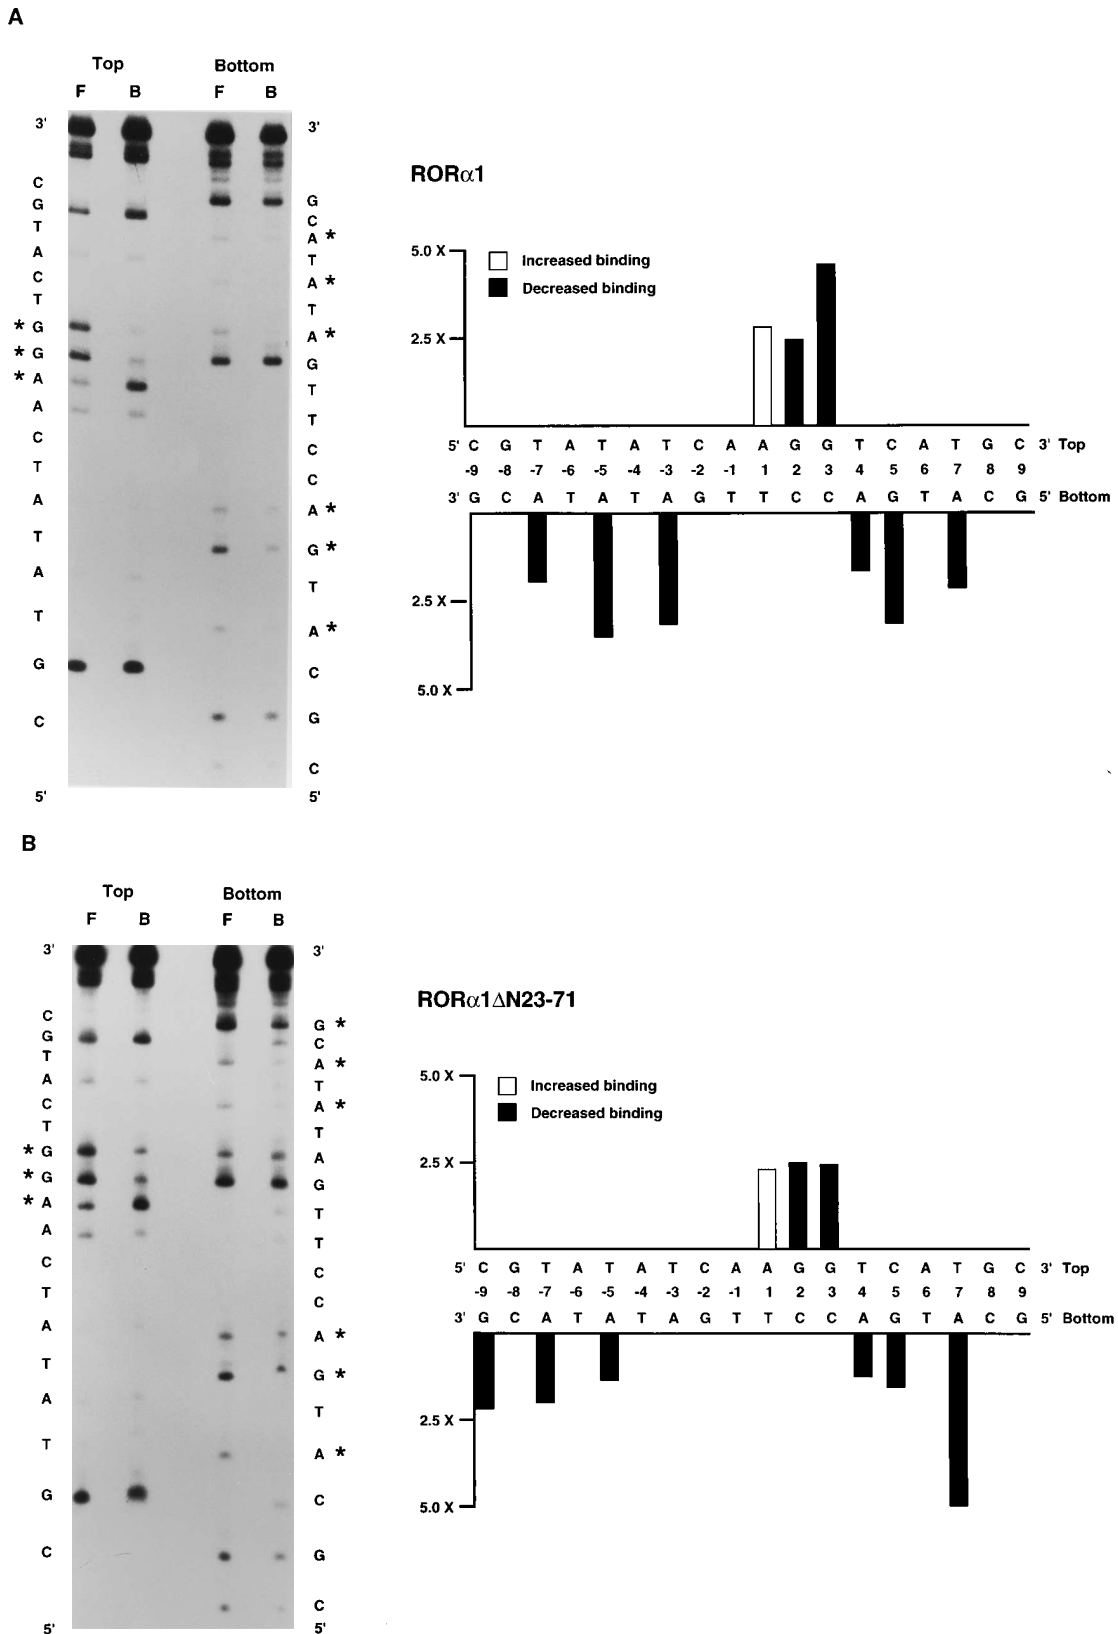 A
Top Bottom
F B F B
3' 3'
C
G G
T C
A A *
C T
T A *
* G T
* G A *
* A G
A T
C T
T C
A C
T A *
A G *
T T
G A *
C C
G
C
5' 5'
RORα1
5.0 X
Increased binding
Decreased binding
2.5 X
5' C G T A T A T C A A G G T C A T G C 3' Top
-9 -8 -7 -6 -5 -4 -3 -2 -1 1 2 3 4 5 6 7 8 9
3' G C A T A T A G T T C C A G T A C G 5' Bottom
2.5 X
5.0 X
B
Top Bottom
F B F B
3' 3'
C G *
G C
T A *
A T
C A *
T T
* G A
* G G
* A T
A T
C C
T C
A A *
T G *
A T
T A *
G C
C G
C
5' 5'
RORα1ΔN23-71
5.0 X
Increased binding
Decreased binding
2.5 X
5' C G T A T A T C A A G G T C A T G C 3' Top
-9 -8 -7 -6 -5 -4 -3 -2 -1 1 2 3 4 5 6 7 8 9
3' G C A T A T A G T T C C A G T A C G 5' Bottom
2.5 X
5.0 X